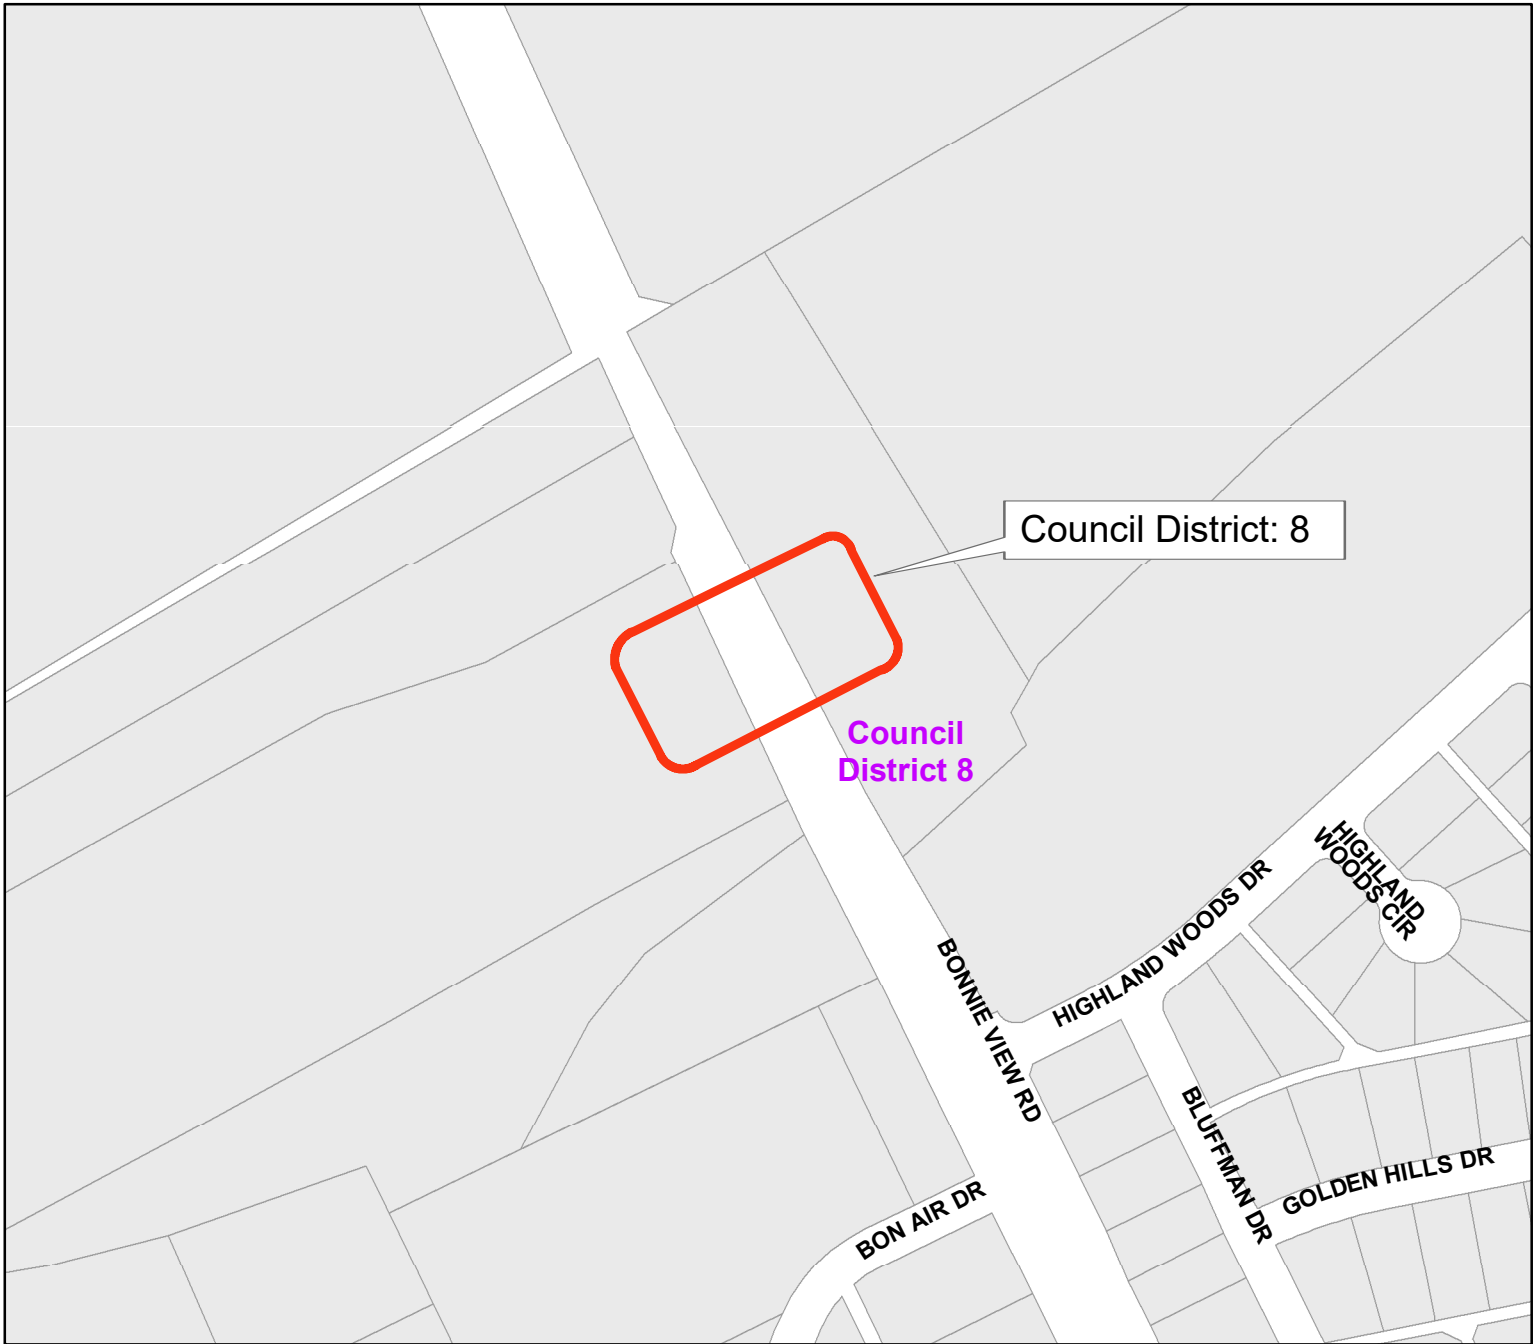 Council District: 8
Council
District 8
HIGHLAND
WOODS CIR
HIGHLAND WOODS DR
BONNIE VIEW RD
BLUFFMAN DR
GOLDEN HILLS DR
BON AIR DR